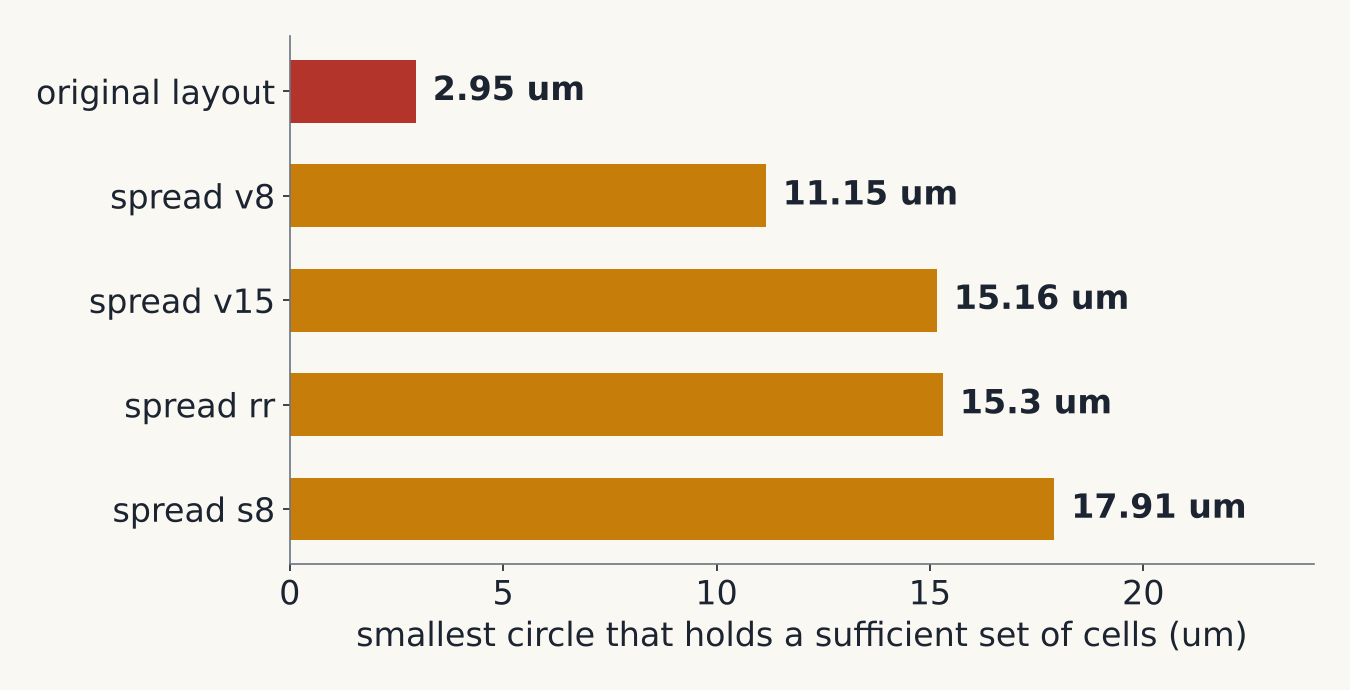 original layout 2.95 um
spread v8 11.15 um
spread v15 15.16 um
spread rr 15.3 um
spread s8 17.91 um
0 5 10 15 20
smallest circle that holds a sufficient set of cells (um)